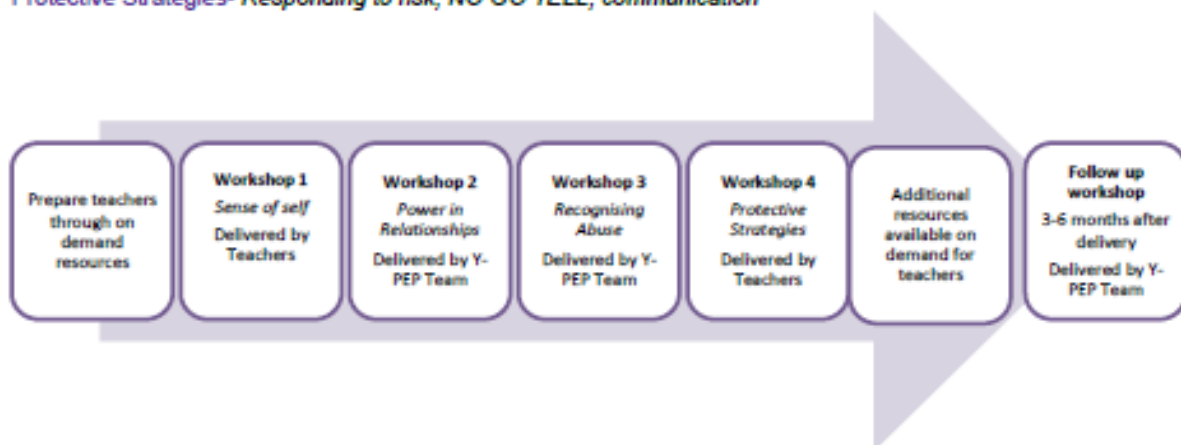 Protective Strategies- Responding to risk, NO GO TELL, communication
Prepare teachers
through on
demand
resources
Workshop 1
Sense of self
Delivered by
Teachers
Workshop 2
Power in
Relationships
Delivered by Y-
PEP Team
Workshop 3
Recognising
Abuse
Delivered by Y-
PEP Team
Workshop 4
Protective
Strategies
Delivered by
Teachers
Additional
resources
available on
demand for
teachers
Follow up
workshop
3-6 months after
delivery
Delivered by Y-
PEP Team